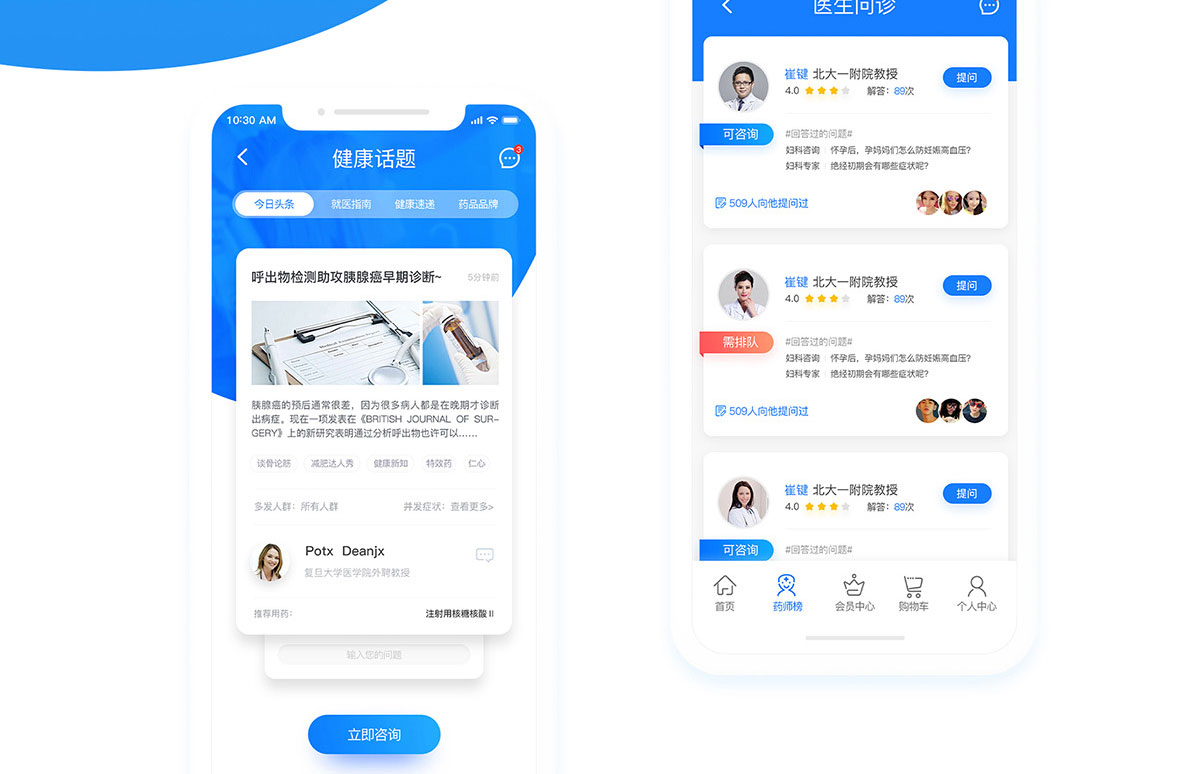 10:30 AM
健康话题
3
今日头条 就医指南 健康速递 药品品牌
呼出物检测助攻胰腺癌早期诊断~ 5分钟前
胰腺癌的预后通常很差，因为很多病人都是在晚期才诊断
出病症。现在一项发表在《BRITISH JOURNAL OF SUR-
GERY》上的新研究表明通过分析呼出物也许可以……
谈骨论筋 减肥达人秀 健康新知 特效药 仁心
多发人群：所有人群 并发症状：查看更多>
Potx Deanjx
复旦大学医学院外聘教授
推荐用药： 注射用核糖核酸 II
输入您的问题
立即咨询
医生问诊
崔键 北大一附院教授 提问
4.0 解答：89次
可咨询 #回答过的问题#
妇科咨询 怀孕后，孕妈妈们怎么防妊娠高血压?
妇科专家 绝经初期会有哪些症状呢?
509人向他提问过
崔键 北大一附院教授 提问
4.0 解答：89次
需排队 #回答过的问题#
妇科咨询 怀孕后，孕妈妈们怎么防妊娠高血压?
妇科专家 绝经初期会有哪些症状呢?
509人向他提问过
崔键 北大一附院教授 提问
4.0 解答：89次
可咨询 #回答过的问题#
首页 药师榜 会员中心 购物车 个人中心